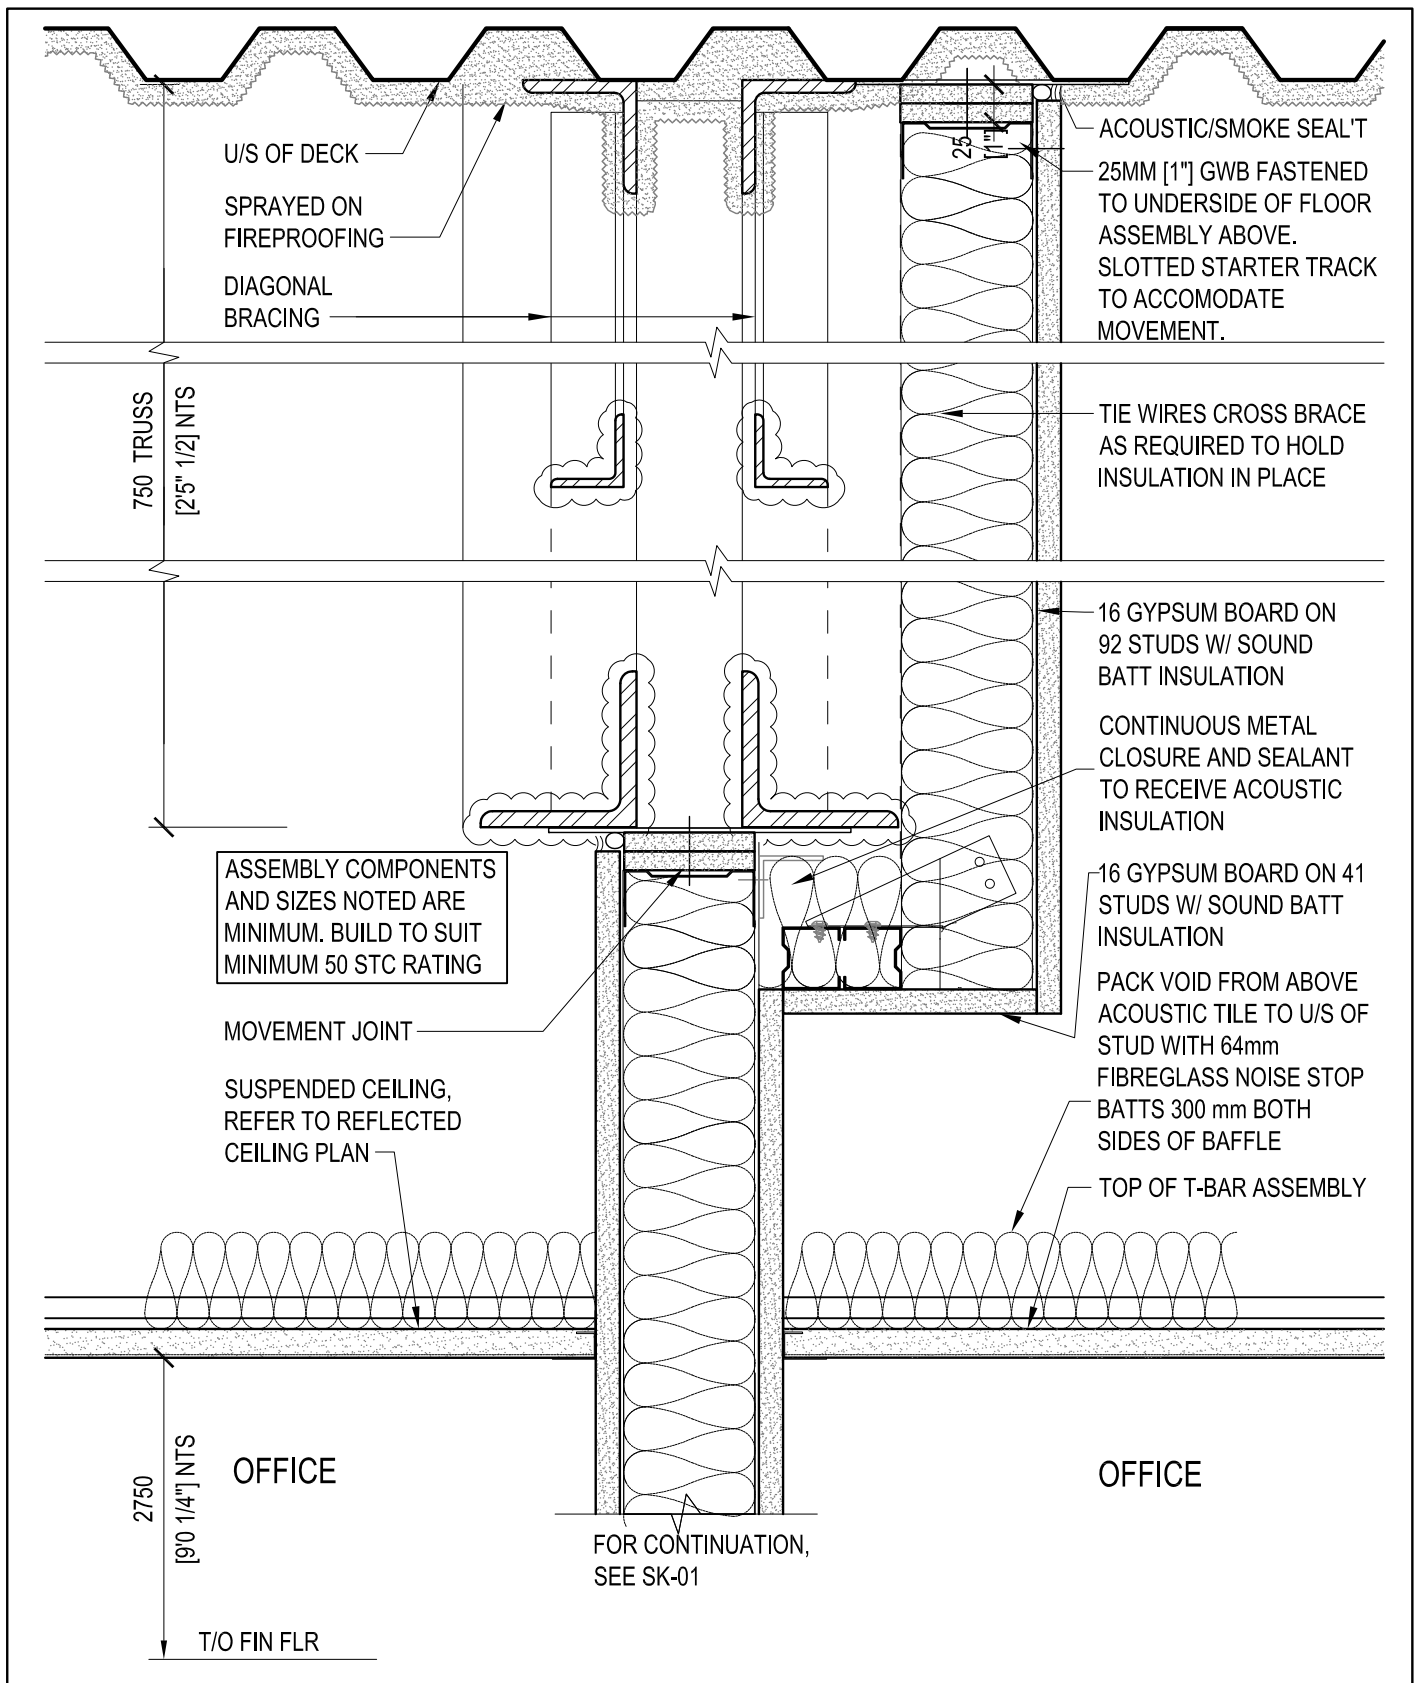 U/S OF DECK
SPRAYED ON
FIREPROOFING
DIAGONAL
BRACING
750 TRUSS
[2'5" 1/2] NTS
25
[1"]
ACOUSTIC/SMOKE SEAL'T
25MM [1"] GWB FASTENED
TO UNDERSIDE OF FLOOR
ASSEMBLY ABOVE.
SLOTTED STARTER TRACK
TO ACCOMODATE
MOVEMENT.
TIE WIRES CROSS BRACE
AS REQUIRED TO HOLD
INSULATION IN PLACE
16 GYPSUM BOARD ON
92 STUDS W/ SOUND
BATT INSULATION
CONTINUOUS METAL
CLOSURE AND SEALANT
TO RECEIVE ACOUSTIC
INSULATION
16 GYPSUM BOARD ON 41
STUDS W/ SOUND BATT
INSULATION
PACK VOID FROM ABOVE
ACOUSTIC TILE TO U/S OF
STUD WITH 64mm
FIBREGLASS NOISE STOP
BATTS 300 mm BOTH
SIDES OF BAFFLE
TOP OF T-BAR ASSEMBLY
ASSEMBLY COMPONENTS
AND SIZES NOTED ARE
MINIMUM. BUILD TO SUIT
MINIMUM 50 STC RATING
MOVEMENT JOINT
SUSPENDED CEILING,
REFER TO REFLECTED
CEILING PLAN
2750
[9'0 1/4"] NTS
OFFICE
OFFICE
FOR CONTINUATION,
SEE SK-01
T/O FIN FLR